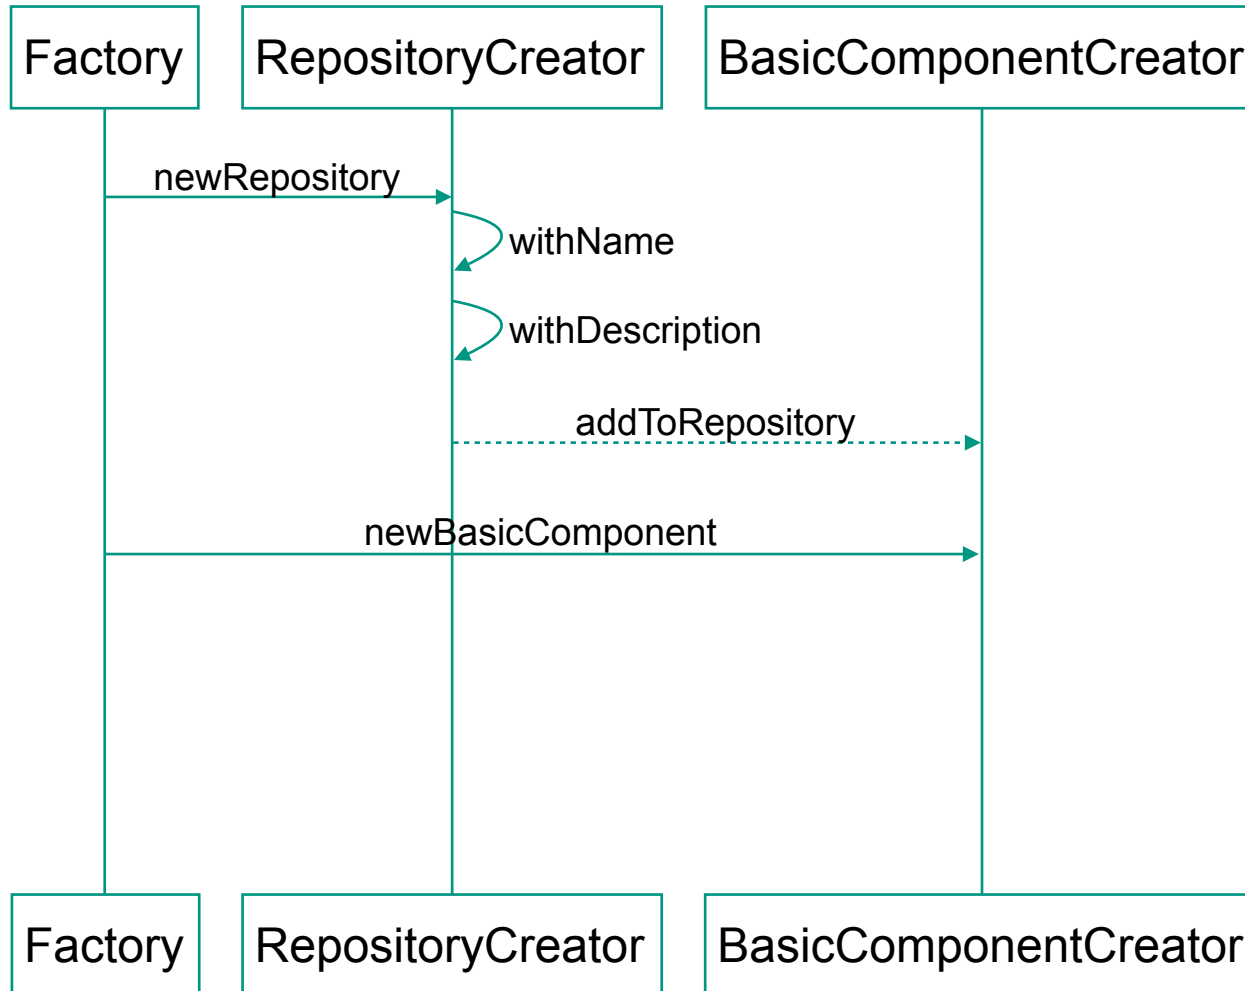 Factory
RepositoryCreator
BasicComponentCreator
newRepository
withName
withDescription
addToRepository
newBasicComponent
Factory
RepositoryCreator
BasicComponentCreator